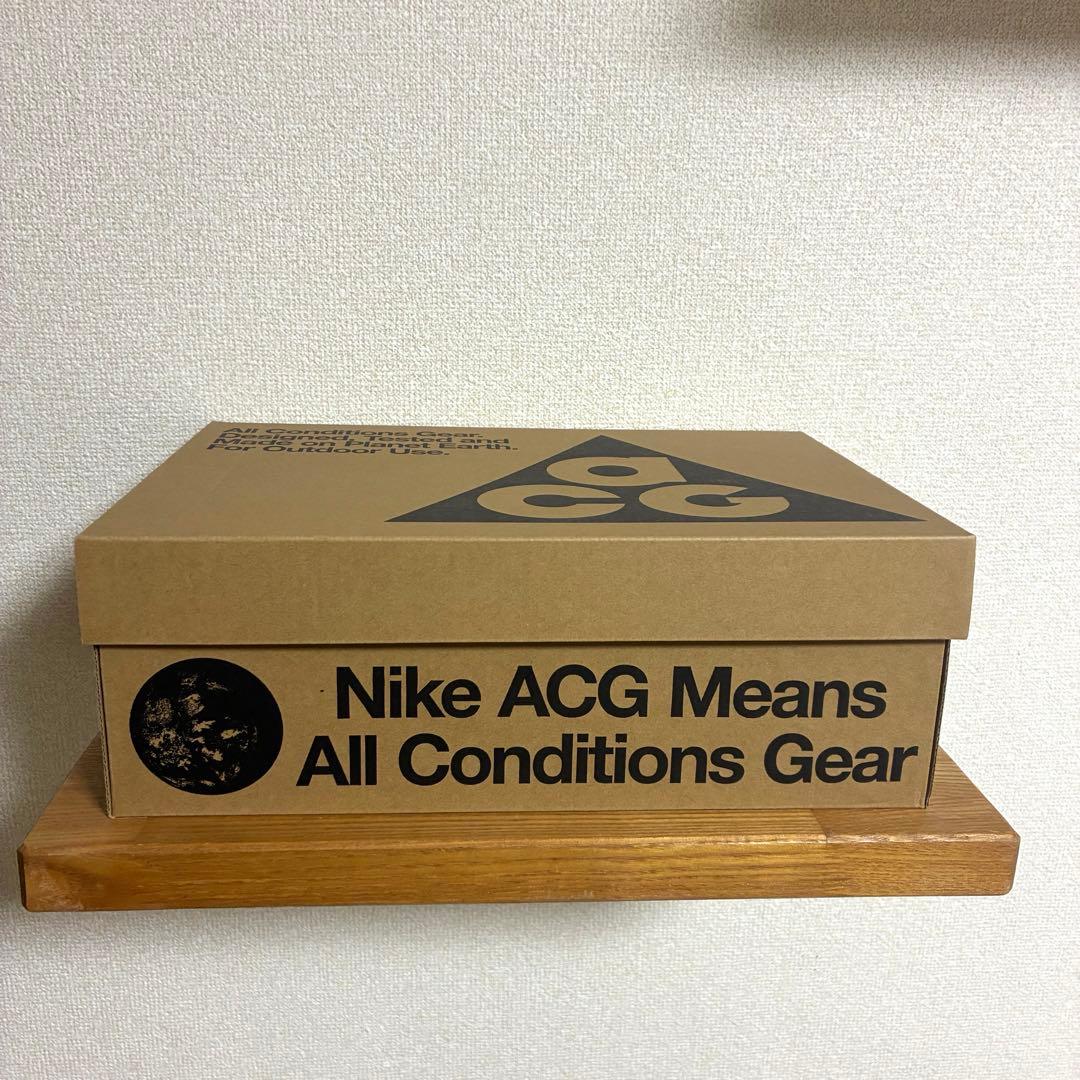 All Conditions Gear.
Designed, Tested and
Made on þlanet Earth.
For Outdoor Use.
aCG
Nike ACG Means
All Conditions Gear